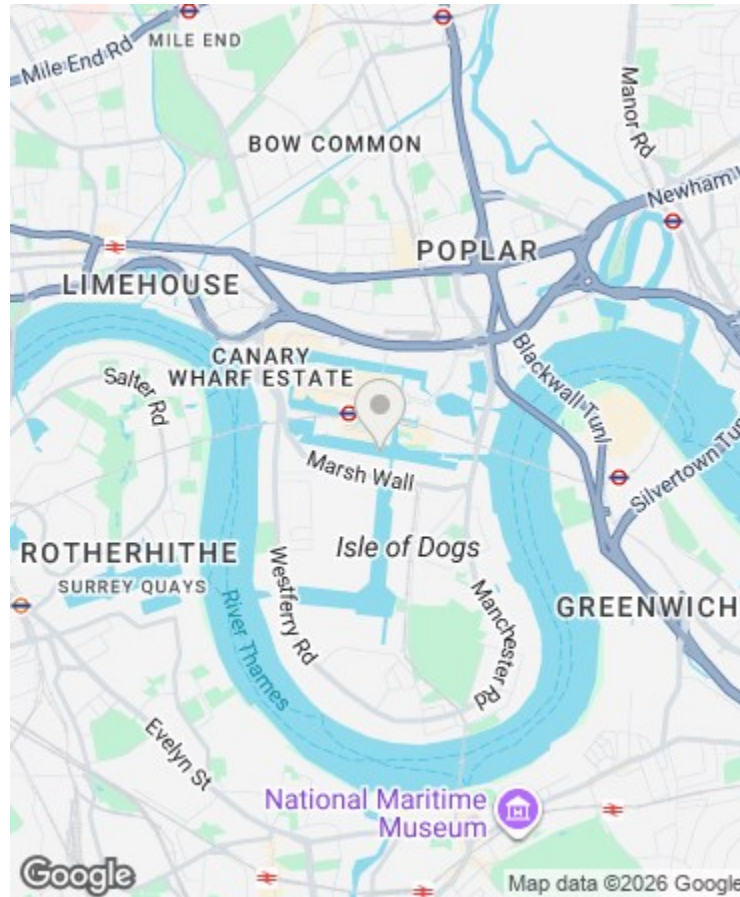 MILE END
Mile End Rd
Manor Rd
BOW COMMON
Newham
POPLAR
LIMEHOUSE
CANARY
WHARF ESTATE
Salter Rd
Blackwall Tunl
Marsh Wall
Silvertown Tun
Isle of Dogs
ROTHERHITHE
SURREY QUAYS
Westferry Rd
Manchester Rd
GREENWICH
River Thames
Evelyn St
National Maritime
Museum
Google
Map data ©2026 Google